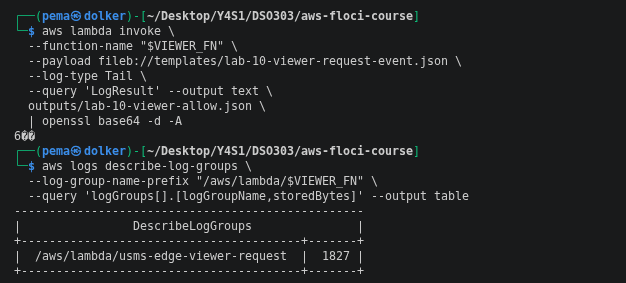 ┌──(pema㉿dolker)-[~/Desktop/Y4S1/DSO303/aws-floci-course]
└─$ aws lambda invoke \
  --function-name "$VIEWER_FN" \
  --payload fileb://templates/lab-10-viewer-request-event.json \
  --log-type Tail \
  --query 'LogResult' --output text \
  outputs/lab-10-viewer-allow.json \
  | openssl base64 -d -A
6��
┌──(pema㉿dolker)-[~/Desktop/Y4S1/DSO303/aws-floci-course]
└─$ aws logs describe-log-groups \
  --log-group-name-prefix "/aws/lambda/$VIEWER_FN" \
  --query 'logGroups[].[logGroupName,storedBytes]' --output table
--------------------------------------------------
|                DescribeLogGroups               |
+----------------------------------------+-------+
|  /aws/lambda/usms-edge-viewer-request  |  1827 |
+----------------------------------------+-------+